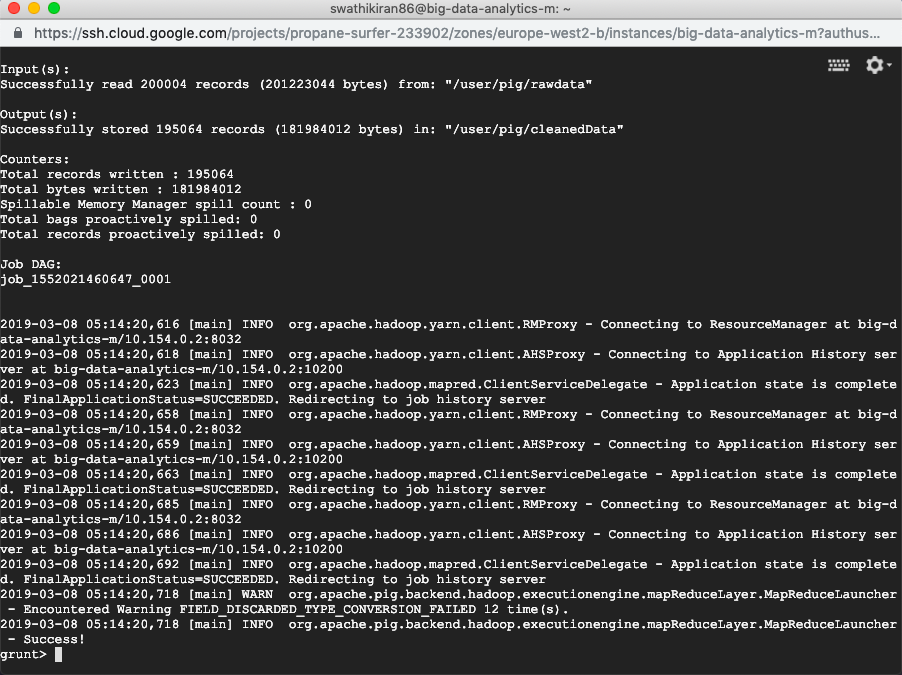 swathikiran86@big-data-analytics-m: ~
https://ssh.cloud.google.com/projects/propane-surfer-233902/zones/europe-west2-b/instances/big-data-analytics-m?authus...
Input(s):
Successfully read 200004 records (201223044 bytes) from: "/user/pig/rawdata"
Output(s):
Successfully stored 195064 records (181984012 bytes) in: "/user/pig/cleanedData"
Counters:
Total records written : 195064
Total bytes written : 181984012
Spillable Memory Manager spill count : 0
Total bags proactively spilled: 0
Total records proactively spilled: 0
Job DAG:
job_1552021460647_0001
2019-03-08 05:14:20,616 [main] INFO  org.apache.hadoop.yarn.client.RMProxy - Connecting to ResourceManager at big-d
ata-analytics-m/10.154.0.2:8032
2019-03-08 05:14:20,618 [main] INFO  org.apache.hadoop.yarn.client.AHSProxy - Connecting to Application History ser
ver at big-data-analytics-m/10.154.0.2:10200
2019-03-08 05:14:20,623 [main] INFO  org.apache.hadoop.mapred.ClientServiceDelegate - Application state is complete
d. FinalApplicationStatus=SUCCEEDED. Redirecting to job history server
2019-03-08 05:14:20,658 [main] INFO  org.apache.hadoop.yarn.client.RMProxy - Connecting to ResourceManager at big-d
ata-analytics-m/10.154.0.2:8032
2019-03-08 05:14:20,659 [main] INFO  org.apache.hadoop.yarn.client.AHSProxy - Connecting to Application History ser
ver at big-data-analytics-m/10.154.0.2:10200
2019-03-08 05:14:20,663 [main] INFO  org.apache.hadoop.mapred.ClientServiceDelegate - Application state is complete
d. FinalApplicationStatus=SUCCEEDED. Redirecting to job history server
2019-03-08 05:14:20,685 [main] INFO  org.apache.hadoop.yarn.client.RMProxy - Connecting to ResourceManager at big-d
ata-analytics-m/10.154.0.2:8032
2019-03-08 05:14:20,686 [main] INFO  org.apache.hadoop.yarn.client.AHSProxy - Connecting to Application History ser
ver at big-data-analytics-m/10.154.0.2:10200
2019-03-08 05:14:20,692 [main] INFO  org.apache.hadoop.mapred.ClientServiceDelegate - Application state is complete
d. FinalApplicationStatus=SUCCEEDED. Redirecting to job history server
2019-03-08 05:14:20,718 [main] WARN  org.apache.pig.backend.hadoop.executionengine.mapReduceLayer.MapReduceLauncher
 - Encountered Warning FIELD_DISCARDED_TYPE_CONVERSION_FAILED 12 time(s).
2019-03-08 05:14:20,718 [main] INFO  org.apache.pig.backend.hadoop.executionengine.mapReduceLayer.MapReduceLauncher
 - Success!
grunt>